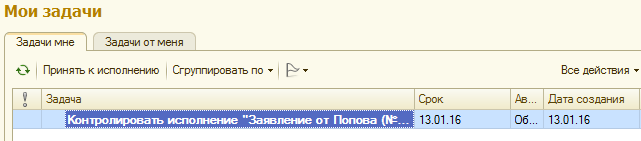 Мои задачи
Задачи мне Задачи от меня
Принять к исполнению Сгруппировать по Все действия
! Задача Срок Ав... Дата создания
Контролировать исполнение "Заявление от Попова (№... 13.01.16 Об... 13.01.16